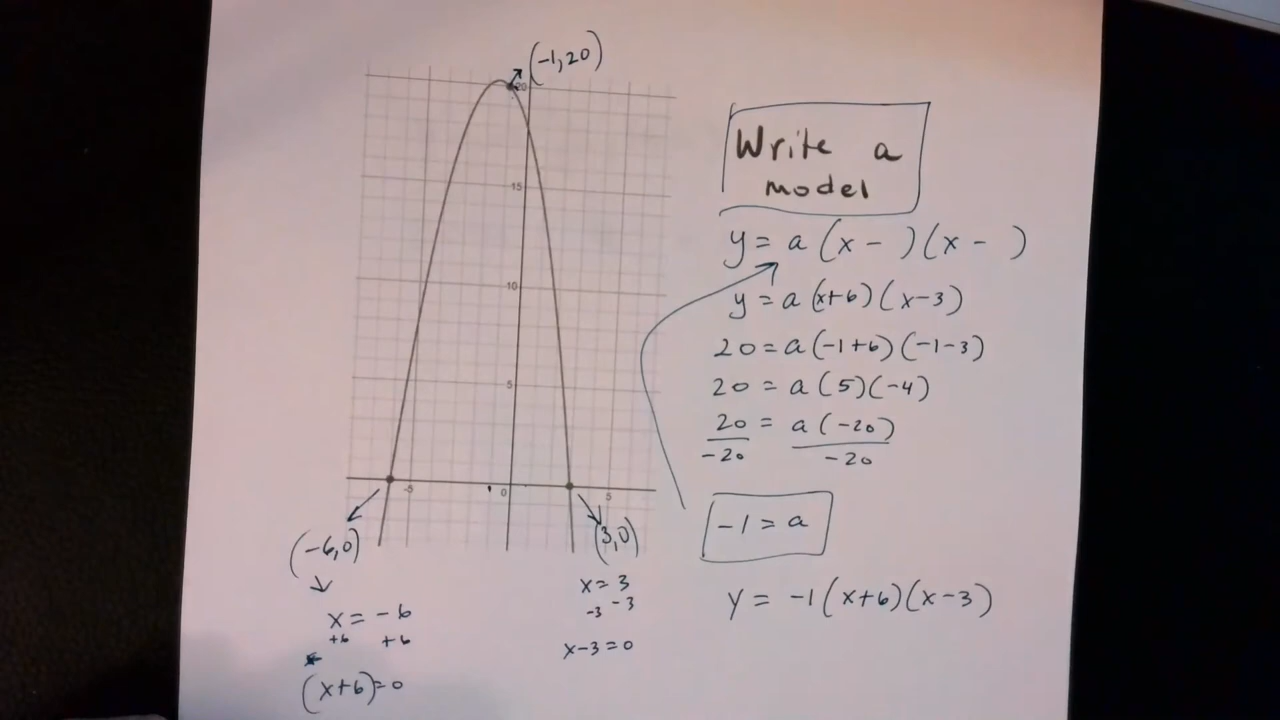 (-1,20)
20
15
10
5
-5
0
5
(-6,0)
x = -6
+6 +6
(x+6)=0
(3,0)
x = 3
-3 -3
x-3=0
Write a
model
y = a (x - )(x - )
y = a (x+6)(x-3)
20 = a(-1+6)(-1-3)
20 = a(5)(-4)
20 = a(-20)
-20 -20
-1 = a
y = -1(x+6)(x-3)